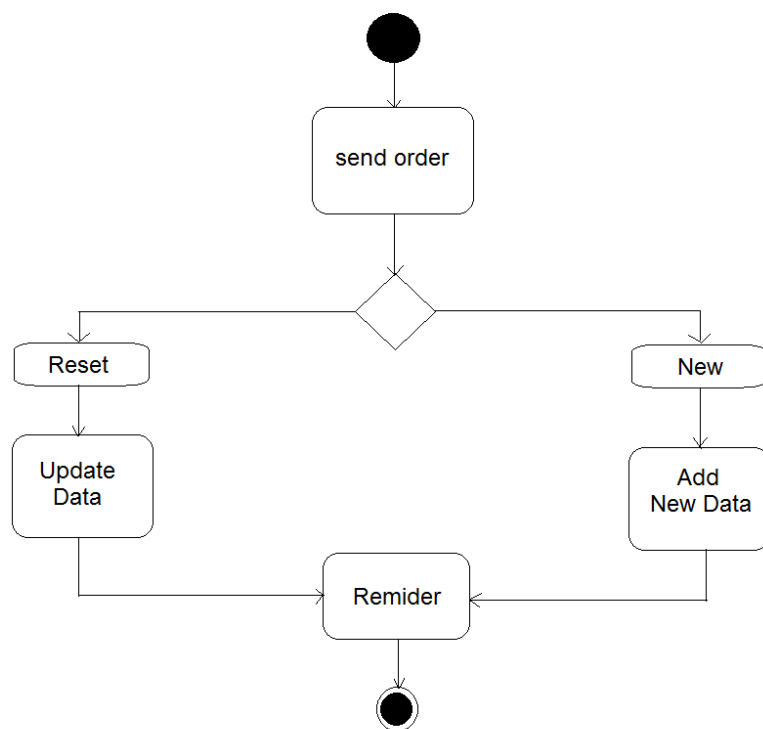 send order
Reset
New
Update
Data
Add
New Data
Remider